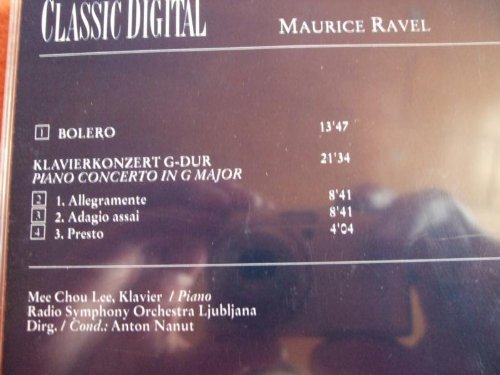 CLASSIC DIGITAL MAURICE RAVEL
1 BOLERO 13'47
KLAVIERKONZERT G-DUR 21'34
PIANO CONCERTO IN G MAJOR
2 1. Allegramente 8'41
3 2. Adagio assai 8'41
4 3. Presto 4'04
Mee Chou Lee, Klavier / Piano
Radio Symphony Orchestra Ljubljana
Dirg. / Cond.: Anton Nanut